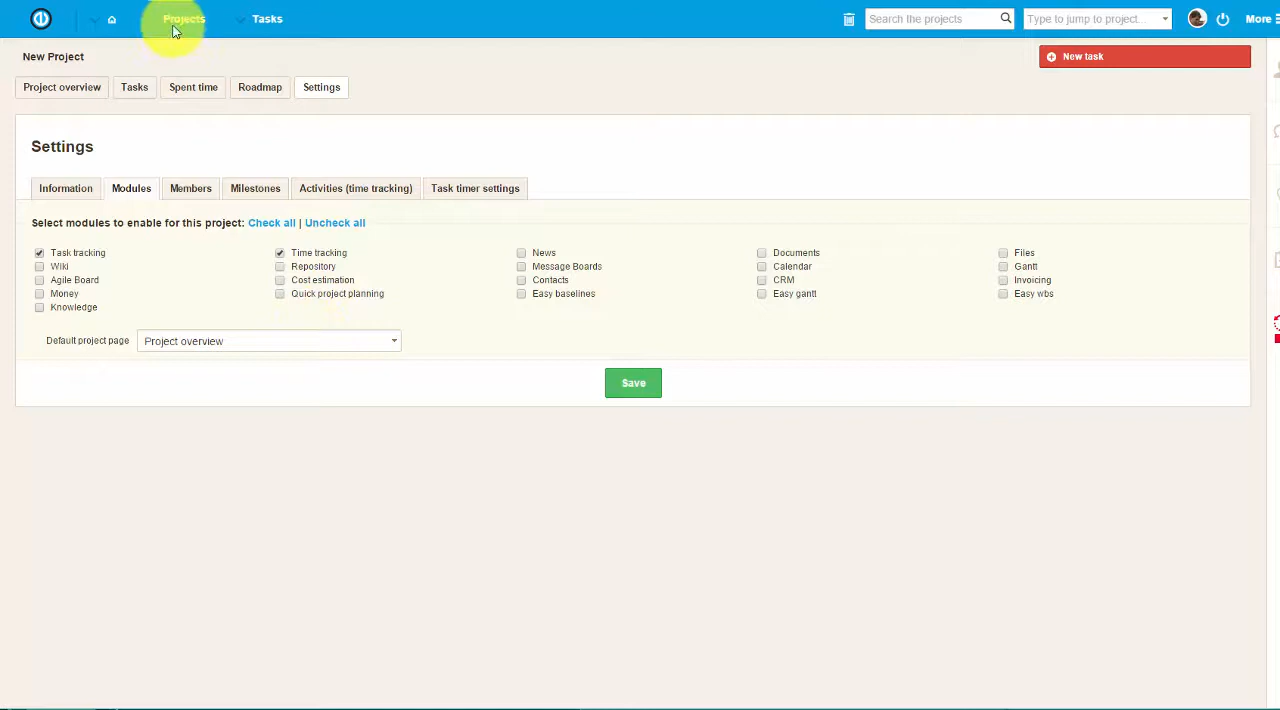 Projects Tasks Search the projects Type to jump to project... More
New Project New task
Project overview Tasks Spent time Roadmap Settings
Settings
Information Modules Members Milestones Activities (time tracking) Task timer settings
Select modules to enable for this project: Check all | Uncheck all
Task tracking Time tracking News Documents Files
Wiki Repository Message Boards Calendar Gantt
Agile Board Cost estimation Contacts CRM Invoicing
Money Quick project planning Easy baselines Easy gantt Easy wbs
Knowledge
Default project page Project overview
Save